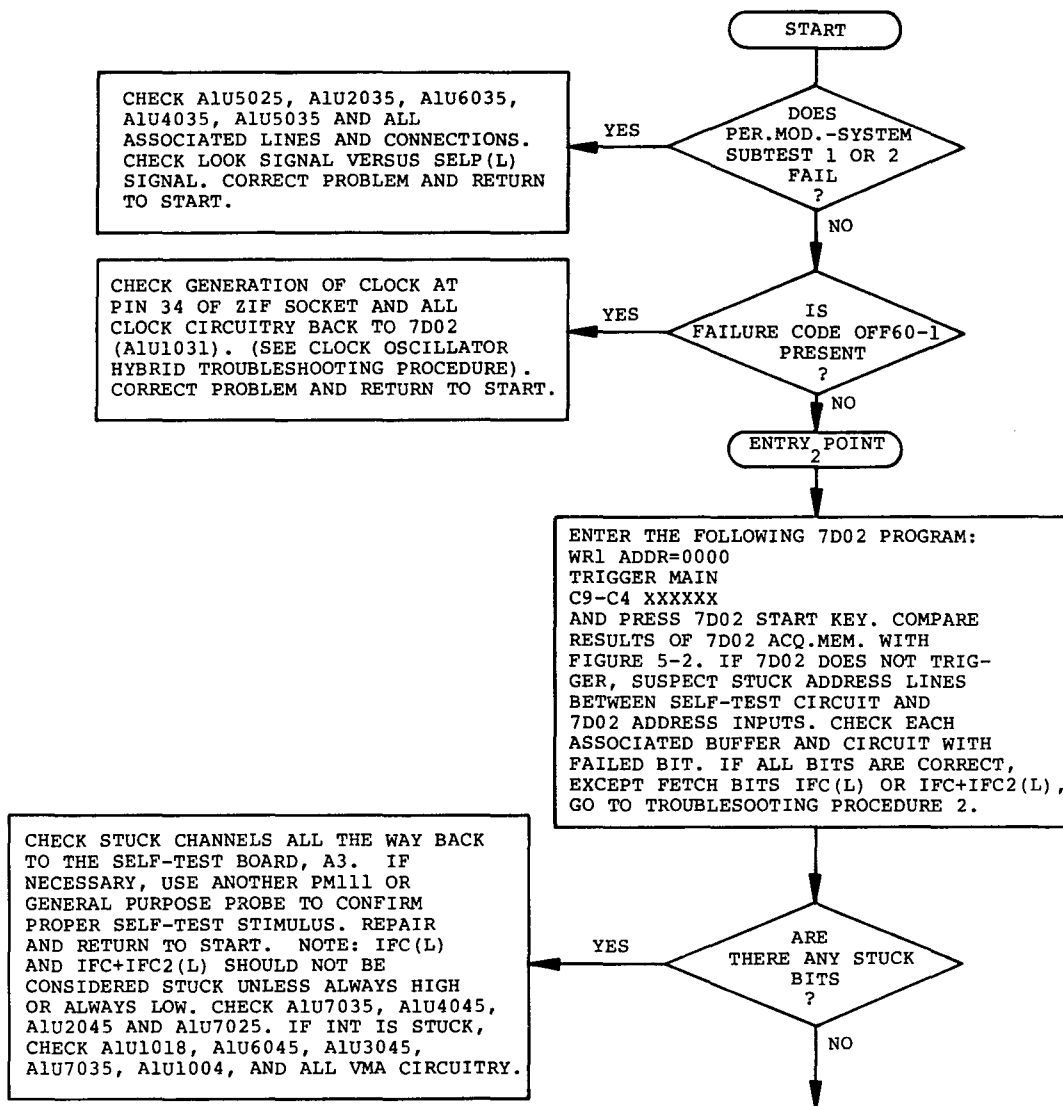 START
DOES
PER.MOD.-SYSTEM
SUBTEST 1 OR 2
FAIL
?
YES
CHECK A1U5025, A1U2035, A1U6035,
A1U4035, A1U5035 AND ALL
ASSOCIATED LINES AND CONNECTIONS.
CHECK LOOK SIGNAL VERSUS SELP(L)
SIGNAL. CORRECT PROBLEM AND RETURN
TO START.
NO
IS
FAILURE CODE OFF60-1
PRESENT
?
YES
CHECK GENERATION OF CLOCK AT
PIN 34 OF ZIF SOCKET AND ALL
CLOCK CIRCUITRY BACK TO 7D02
(A1U1031). (SEE CLOCK OSCILLATOR
HYBRID TROUBLESHOOTING PROCEDURE).
CORRECT PROBLEM AND RETURN TO START.
NO
ENTRY POINT
2
ENTER THE FOLLOWING 7D02 PROGRAM:
WR1 ADDR=0000
TRIGGER MAIN
C9-C4 XXXXXX
AND PRESS 7D02 START KEY. COMPARE
RESULTS OF 7D02 ACQ.MEM. WITH
FIGURE 5-2. IF 7D02 DOES NOT TRIG-
GER, SUSPECT STUCK ADDRESS LINES
BETWEEN SELF-TEST CIRCUIT AND
7D02 ADDRESS INPUTS. CHECK EACH
ASSOCIATED BUFFER AND CIRCUIT WITH
FAILED BIT. IF ALL BITS ARE CORRECT,
EXCEPT FETCH BITS IFC(L) OR IFC+IFC2(L),
GO TO TROUBLESOOTING PROCEDURE 2.
ARE
THERE ANY STUCK
BITS
?
YES
CHECK STUCK CHANNELS ALL THE WAY BACK
TO THE SELF-TEST BOARD, A3. IF
NECESSARY, USE ANOTHER PM111 OR
GENERAL PURPOSE PROBE TO CONFIRM
PROPER SELF-TEST STIMULUS. REPAIR
AND RETURN TO START. NOTE: IFC(L)
AND IFC+IFC2(L) SHOULD NOT BE
CONSIDERED STUCK UNLESS ALWAYS HIGH
OR ALWAYS LOW. CHECK A1U7035, A1U4045,
A1U2045 AND A1U7025. IF INT IS STUCK,
CHECK A1U1018, A1U6045, A1U3045,
A1U7035, A1U1004, AND ALL VMA CIRCUITRY.
NO